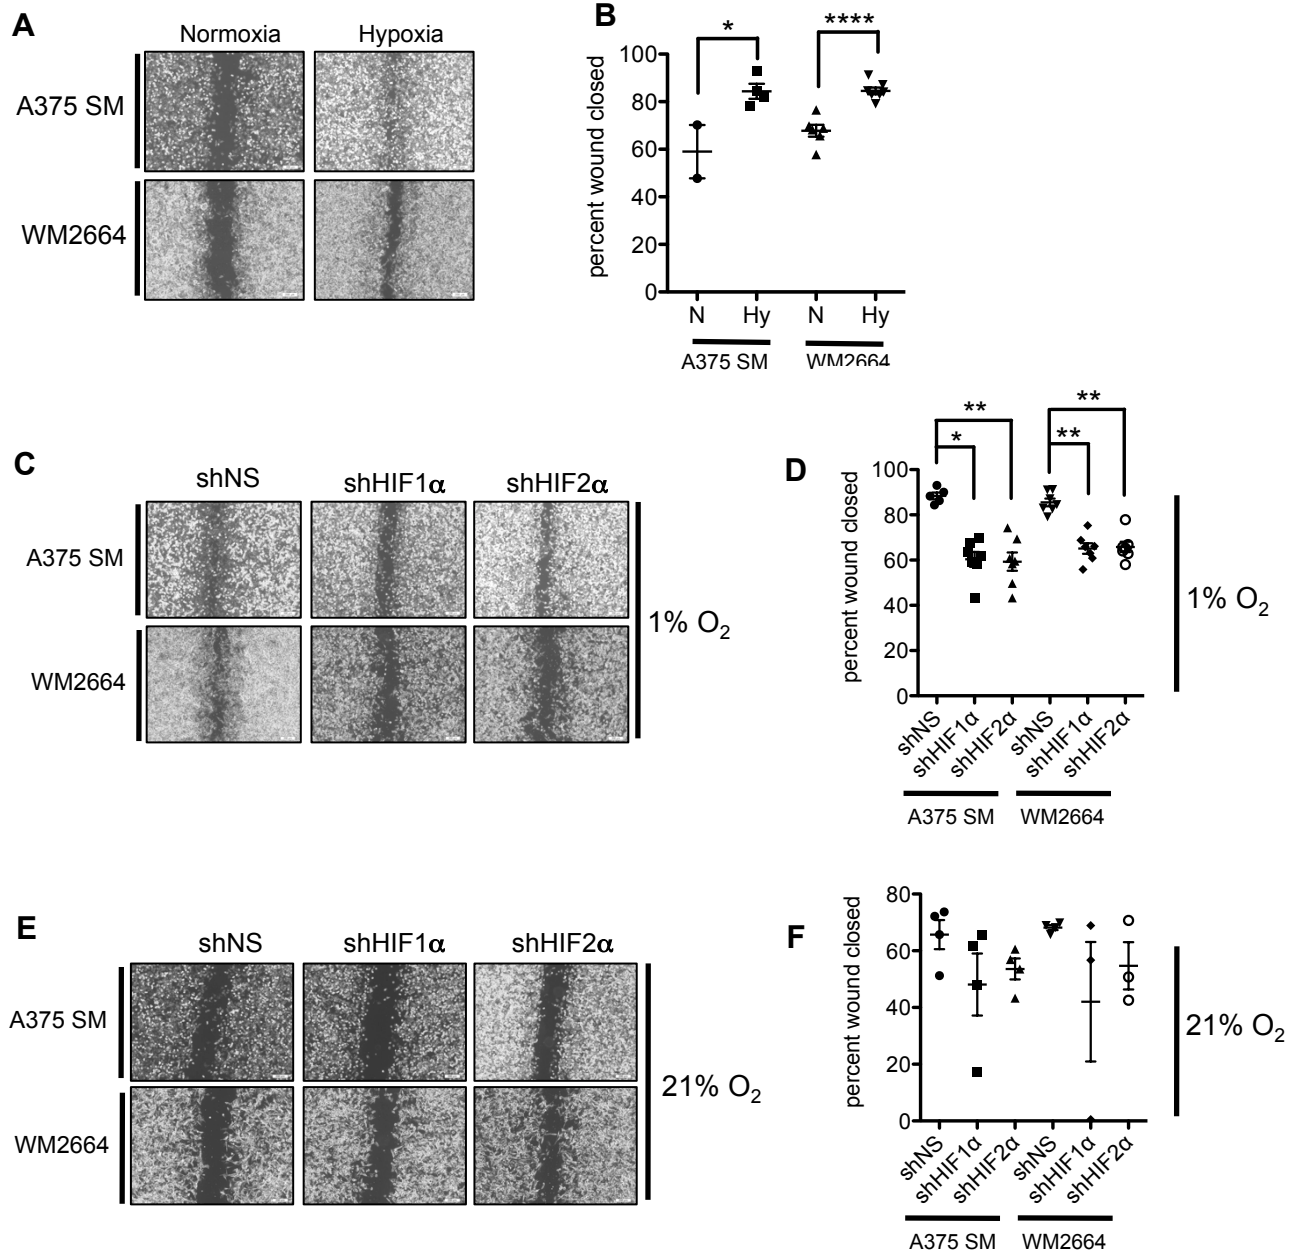 A
Normoxia
Hypoxia
A375 SM
WM2664
B
*
****
percent wound closed
100
80
60
40
20
0
N
Hy
N
Hy
A375 SM
WM2664
C
shNS
shHIF1α
shHIF2α
A375 SM
WM2664
1% O2
D
**
*
**
**
percent wound closed
100
80
60
40
20
0
shNS
shHIF1α
shHIF2α
shNS
shHIF1α
shHIF2α
A375 SM
WM2664
1% O2
E
shNS
shHIF1α
shHIF2α
A375 SM
WM2664
21% O2
F
percent wound closed
80
60
40
20
0
shNS
shHIF1α
shHIF2α
shNS
shHIF1α
shHIF2α
A375 SM
WM2664
21% O2